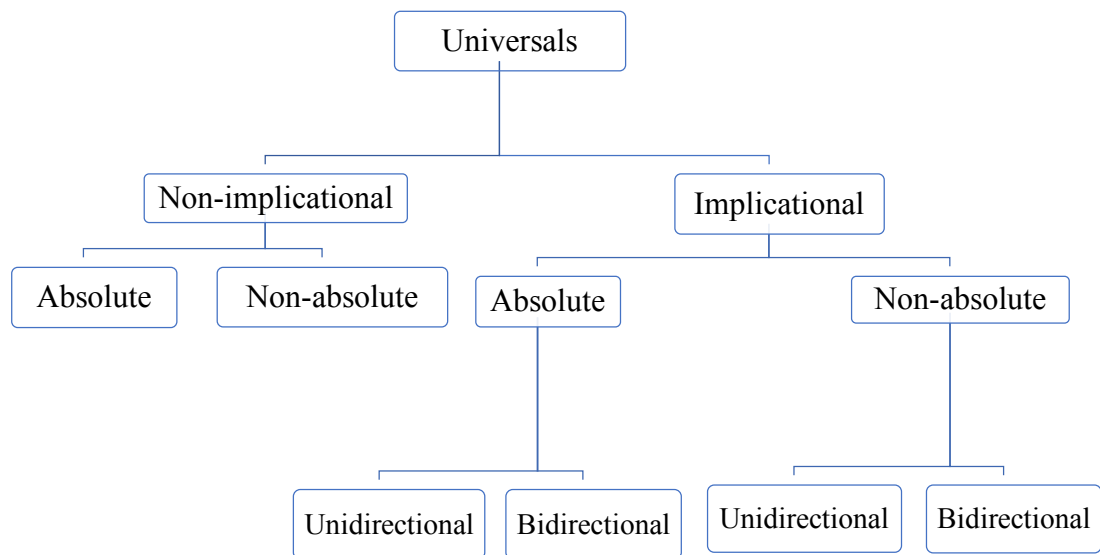 Universals
Non-implicational
Implicational
Absolute
Non-absolute
Absolute
Non-absolute
Unidirectional
Bidirectional
Unidirectional
Bidirectional